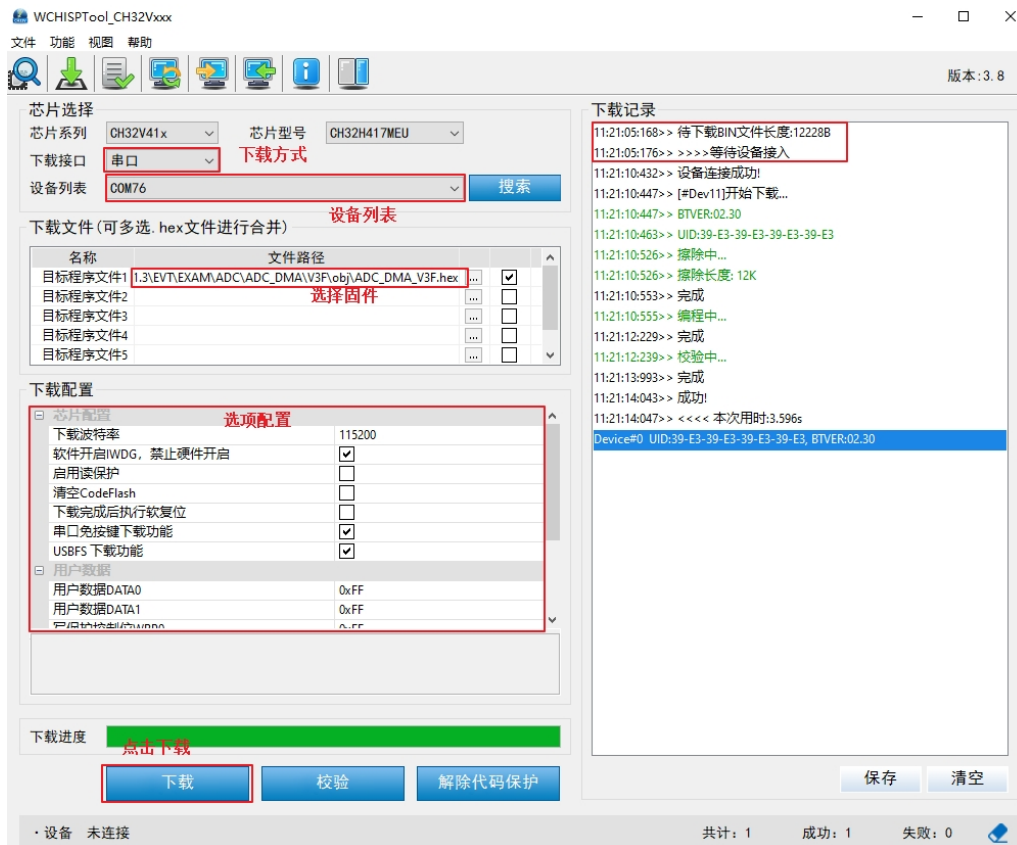 WCHISPTool_CH32Vxxx
文件 功能 视图 帮助
版本:3.8
芯片选择
芯片系列 CH32V41x 芯片型号 CH32H417MEU
下载接口 串口 下载方式
设备列表 COM76 搜索
设备列表
下载文件(可多选.hex文件进行合并)
名称 文件路径
目标程序文件1 1.3\EVT\EXAM\ADC\ADC_DMA\V3F\obj\ADC_DMA_V3F.hex ...
选择固件
目标程序文件2 ...
目标程序文件3 ...
目标程序文件4 ...
目标程序文件5 ...
下载配置
芯片配置
选项配置
下载波特率 115200
软件开启IWDG，禁止硬件开启
启用读保护
清空CodeFlash
下载完成后执行软复位
串口免按键下载功能
USBFS 下载功能
用户数据
用户数据DATA0 0xFF
用户数据DATA1 0xFF
写保护控制位WRP0 0xFF
下载进度
点击下载
下载 校验 解除代码保护
下载记录
11:21:05:168>> 待下载BIN文件长度:12228B
11:21:05:176>> >>>>等待设备接入
11:21:10:432>> 设备连接成功!
11:21:10:447>> [#Dev11]开始下载...
11:21:10:447>> BTVER:02.30
11:21:10:463>> UID:39-E3-39-E3-39-E3-39-E3
11:21:10:526>> 擦除中...
11:21:10:526>> 擦除长度: 12K
11:21:10:553>> 完成
11:21:10:555>> 编程中...
11:21:12:229>> 完成
11:21:12:239>> 校验中...
11:21:13:993>> 完成
11:21:14:043>> 成功!
11:21:14:047>> <<<< 本次用时:3.596s
Device#0 UID:39-E3-39-E3-39-E3-39-E3, BTVER:02.30
保存 清空
·设备 未连接 共计: 1 成功: 1 失败: 0